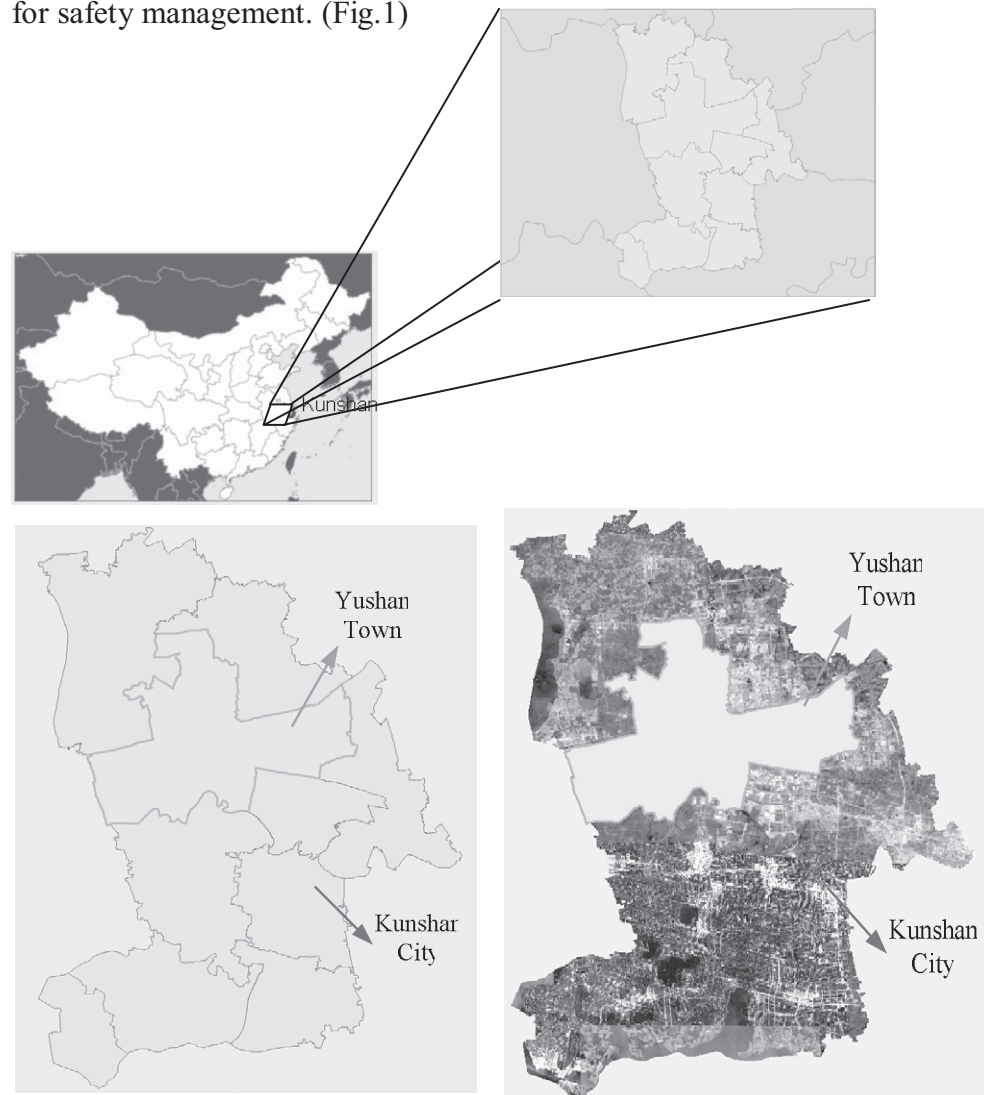 for safety management. (Fig.1)
Kunshan
Yushan
Town
Kunshan
City
Yushan
Town
Kunshan
City